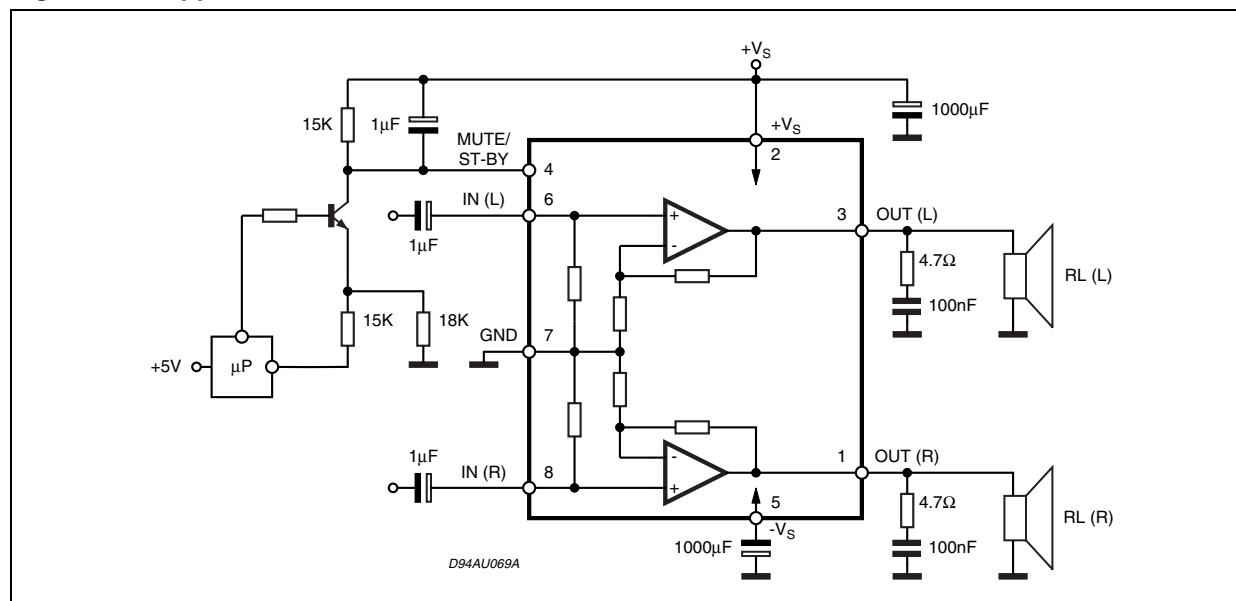 +VS
1000µF
15K
1µF
MUTE/
ST-BY
+VS
2
4
IN (L)
6
1µF
+
-
3
OUT (L)
4.7Ω
100nF
RL (L)
15K
18K
GND
7
+5V
µP
1µF
IN (R)
8
-
+
1
OUT (R)
5
-VS
1000µF
4.7Ω
100nF
RL (R)
D94AU069A